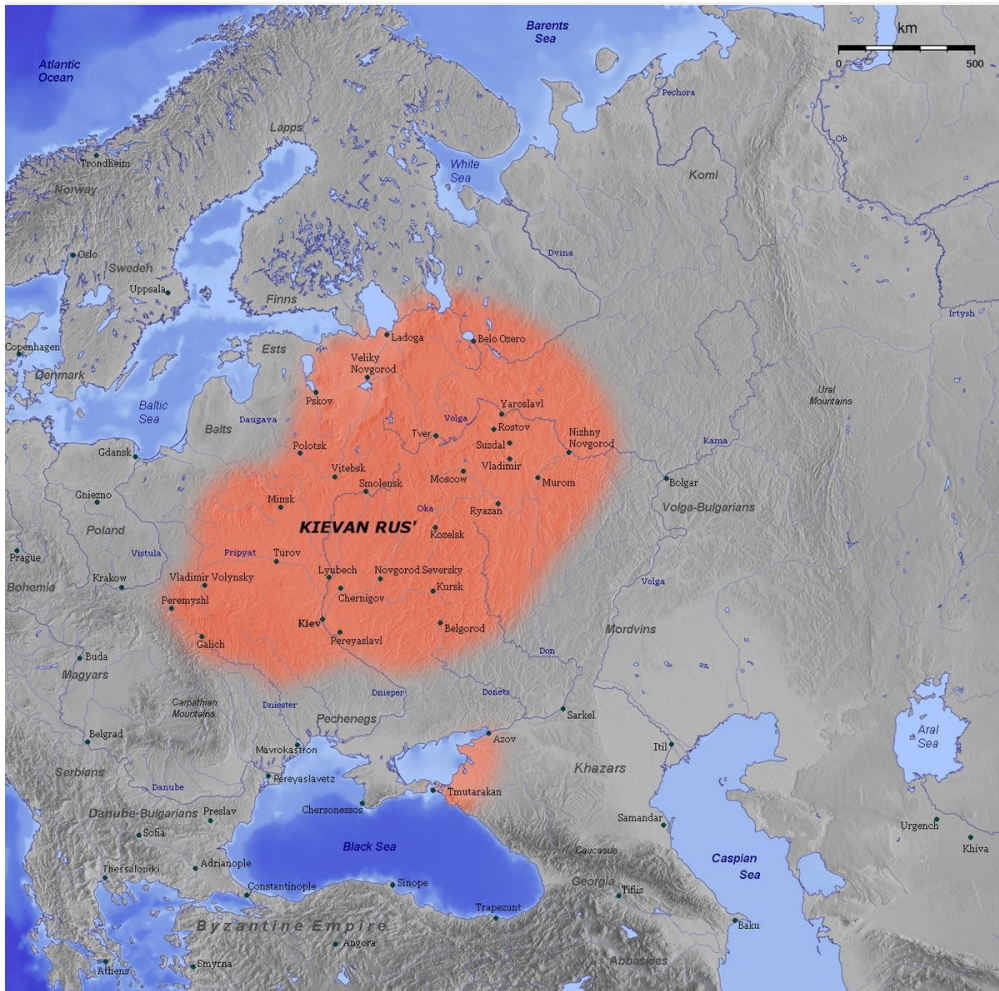 Barents
Sea
km
0
500
Atlantic
Ocean
Pechora
Lapps
Ob
Trondheim
White
Sea
Komi
Norway
Dvina
Oslo
Sweden
Uppsala
Finns
Irtysh
Ladoga
Belo Ozero
Copenhagen
Ests
Veliky
Novgorod
Denmark
Ural
Mountains
Pskov
Baltic
Sea
Daugava
Yaroslavl
Volga
Rostov
Balts
Tver
Nizhny
Novgorod
Suzdal
Kama
Gdansk
Polotsk
Vladimir
Vitebsk
Moscow
Murom
Bolgar
Smolensk
Gniezno
Minsk
Oka
Ryazan
Volga-Bulgarians
Poland
KIEVAN RUS'
Kozelsk
Prague
Vistula
Pripyat
Turov
Bohemia
Krakow
Vladimir Volynsky
Lyubech
Novgorod Seversky
Volga
Kursk
Chernigov
Peremyshl
Kiev
Belgorod
Mordvins
Galich
Pereyaslavl
Don
Buda
Magyars
Dnieper
Donets
Carpathian
Mountains
Dniester
Pechenegs
Sarkel
Belgrad
Azov
Aral
Sea
Mavrokastron
Itil
Serbians
Pereyaslavetz
Khazars
Danube
Tmutarakan
Danube-Bulgarians
Preslav
Chersonessos
Samandar
Urgench
Sofia
Khiva
Black Sea
Caucasus
Caspian
Sea
Thessaloniki
Adrianople
Georgia
Constantinople
Sinope
Tiflis
Trapezunt
Byzantine Empire
Baku
Angora
Abbasides
Athens
Smyrna